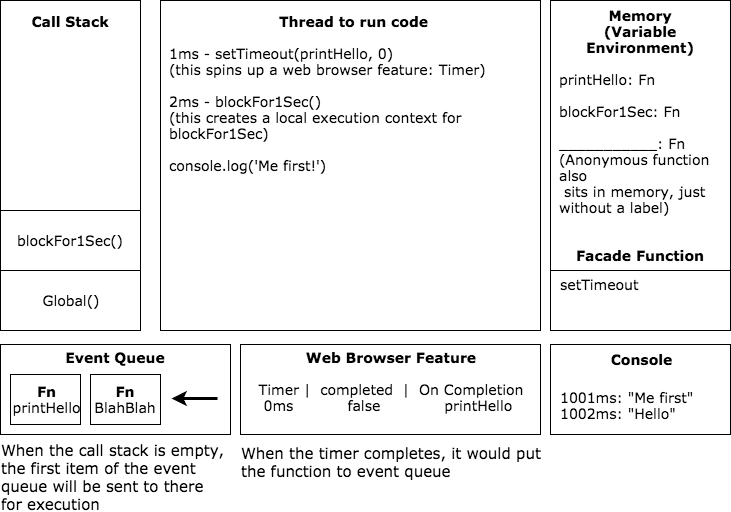 Call Stack
blockFor1Sec()
Global()
Thread to run code
1ms - setTimeout(printHello, 0)
(this spins up a web browser feature: Timer)
2ms - blockFor1Sec()
(this creates a local execution context for
blockFor1Sec)
console.log('Me first!')
Memory
(Variable
Environment)
printHello: Fn
blockFor1Sec: Fn
___________: Fn
(Anonymous function
also
sits in memory, just
without a label)
Facade Function
setTimeout
Event Queue
Fn
printHello
Fn
BlahBlah
When the call stack is empty,
the first item of the event
queue will be sent to there
for execution
Web Browser Feature
Timer | completed | On Completion
0ms false printHello
When the timer completes, it would put
the function to event queue
Console
1001ms: "Me first"
1002ms: "Hello"